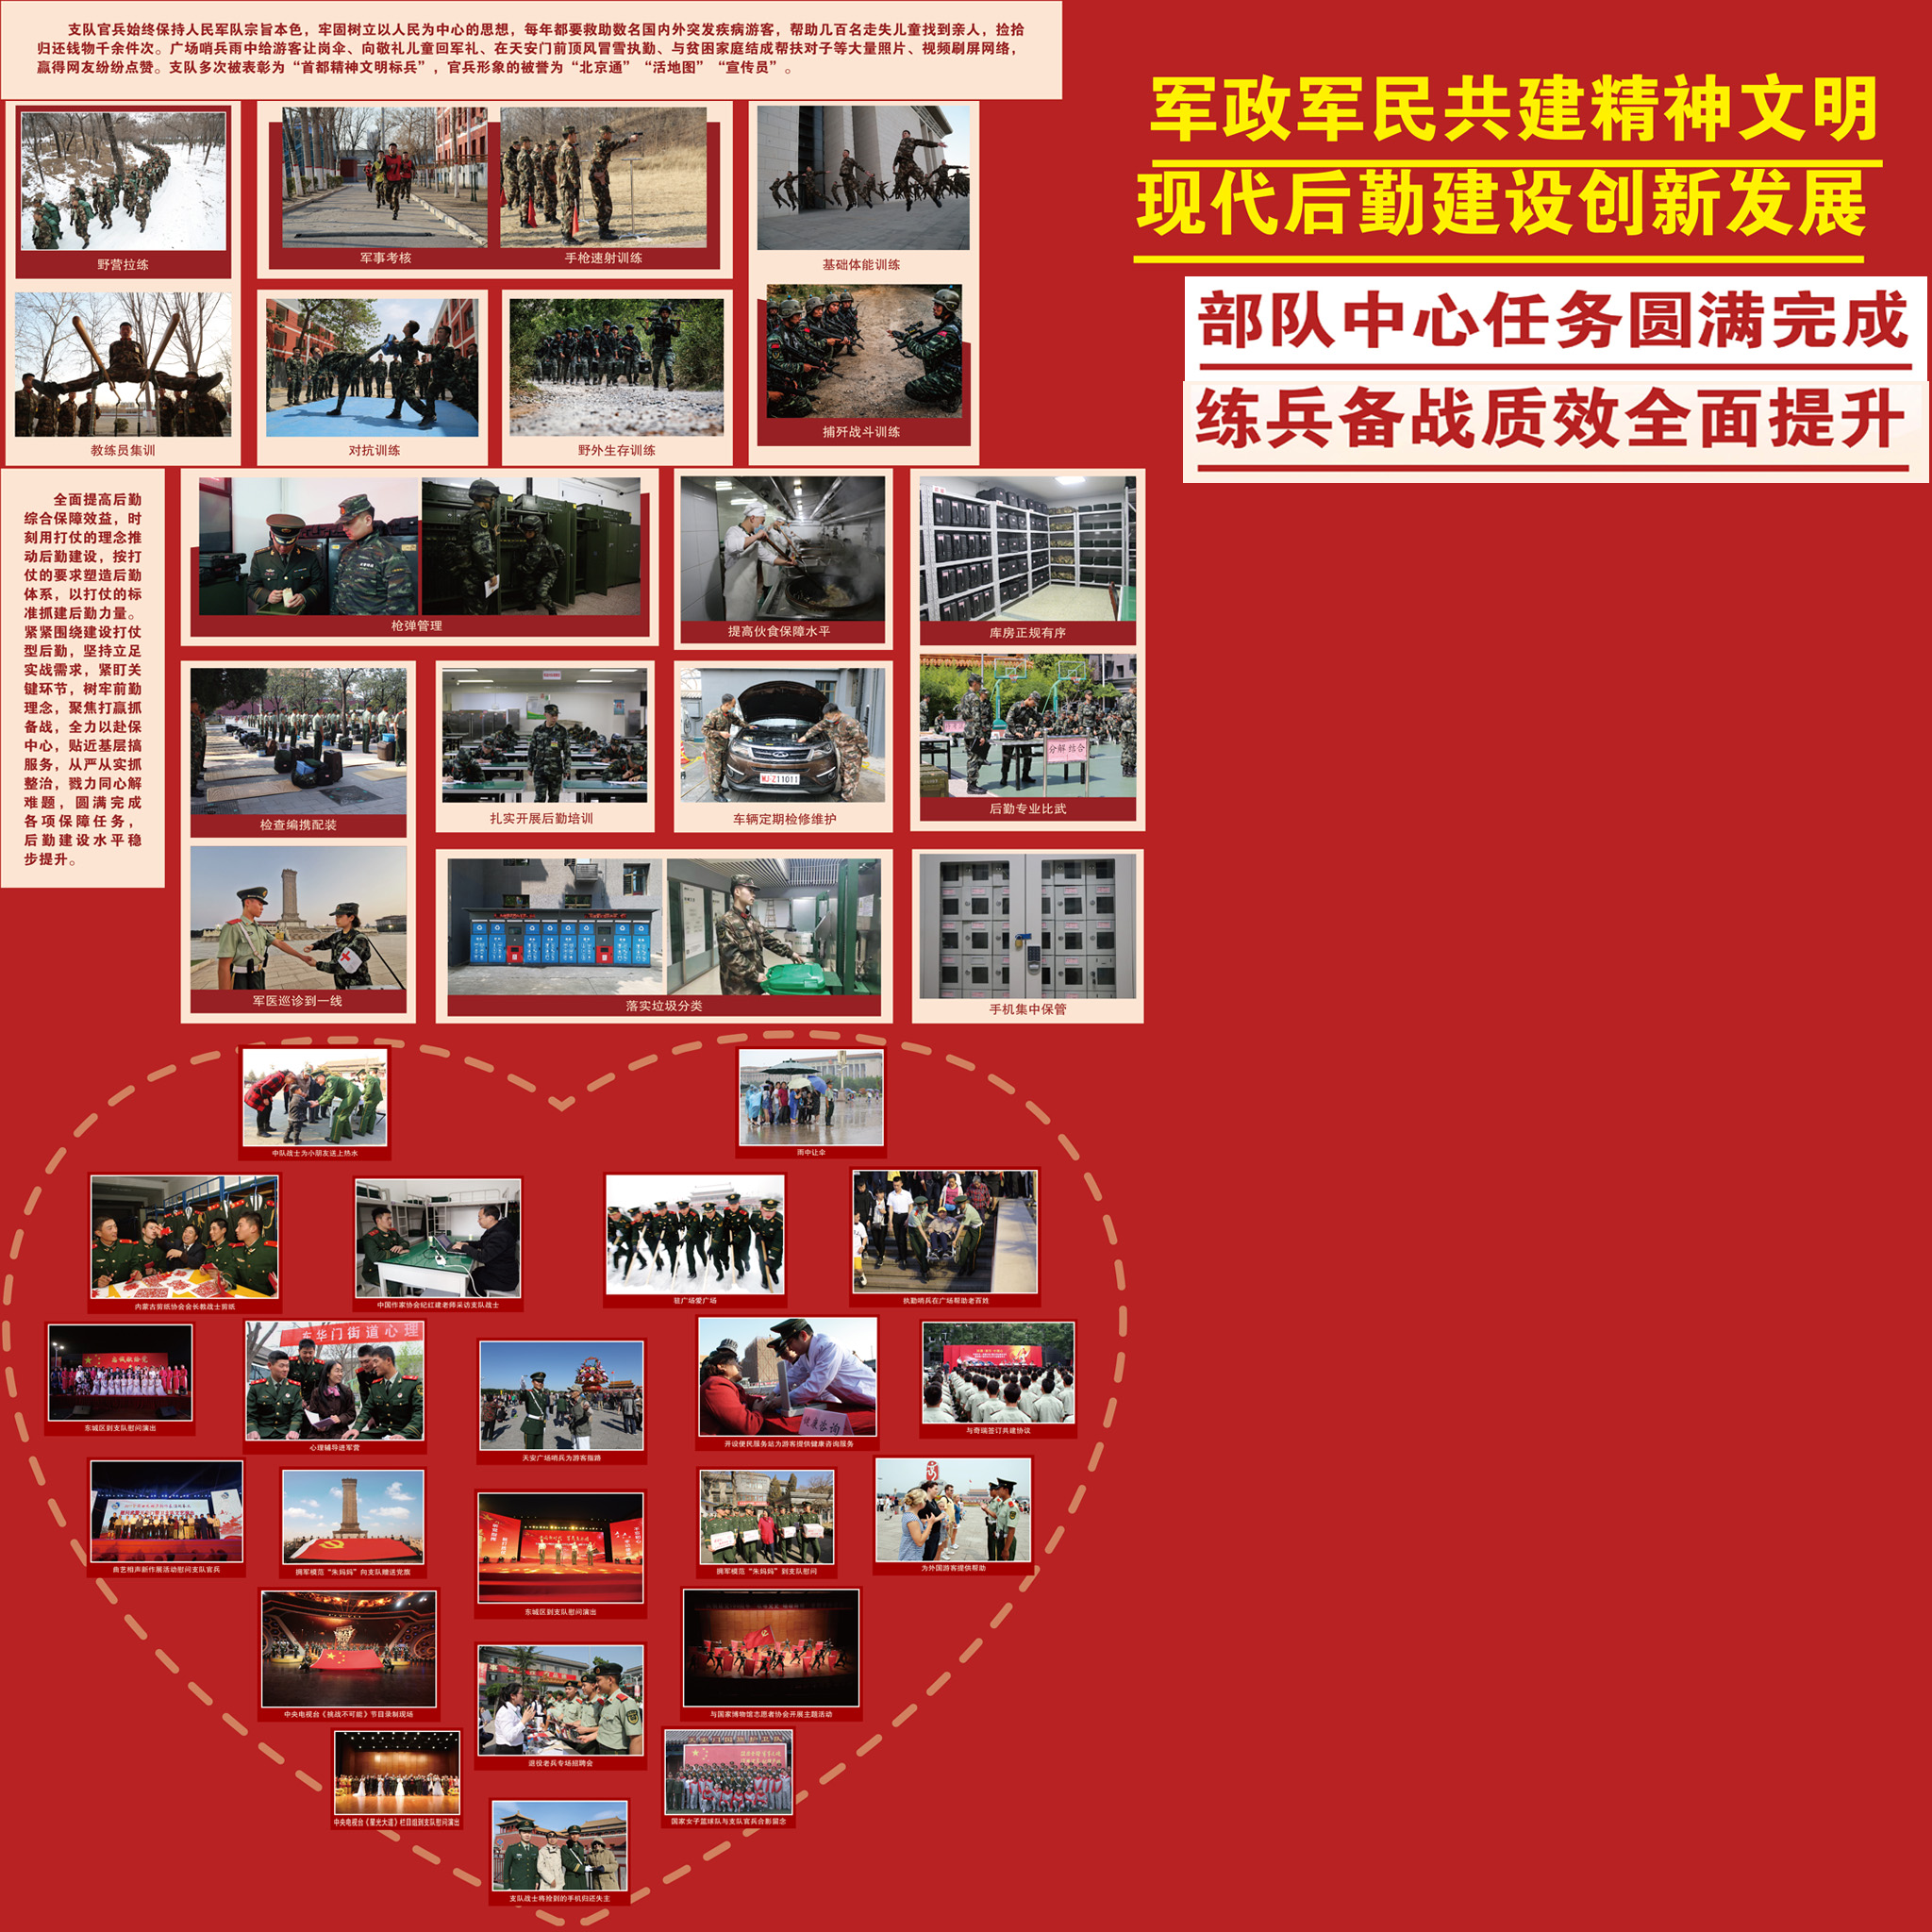 支队官兵始终保持人民军队宗旨本色，牢固树立以人民为中心的思想，每年都要救助数名国内外突发疾病游客，帮助几百名走失儿童找到亲人，捡拾
归还钱物千余件次。广场哨兵雨中给游客让岗伞、向敬礼儿童回军礼、在天安门前顶风冒雪执勤、与贫困家庭结成帮扶对子等大量照片、视频刷屏网络，
赢得网友纷纷点赞。支队多次被表彰为“首都精神文明标兵”，官兵形象的被誉为“北京通”“活地图”“宣传员”。
军政军民共建精神文明
现代后勤建设创新发展
部队中心任务圆满完成
练兵备战质效全面提升
野营拉练
军事考核
手枪速射训练
基础体能训练
教练员集训
对抗训练
野外生存训练
捕歼战斗训练
全面提高后勤
综合保障效益，时
刻用打仗的理念推
动后勤建设，按打
仗的要求塑造后勤
体系，以打仗的标
准抓建后勤力量。
紧紧围绕建设打仗
型后勤，坚持立足
实战需求，紧盯关
键环节，树牢前勤
理念，聚焦打赢抓
备战，全力以赴保
中心，贴近基层搞
服务，从严从实抓
整治，戮力同心解
难题，圆满完成
各项保障任务，
后勤建设水平稳
步提升。
枪弹管理
提高伙食保障水平
库房正规有序
检查编携配装
扎实开展后勤培训
WJ·Z11011
车辆定期检修维护
分解结合
后勤专业比武
军医巡诊到一线
落实垃圾分类
手机集中保管
中队战士为小朋友送上热水
雨中让伞
内蒙古剪纸协会会长教战士剪纸
中国作家协会纪红建老师采访支队战士
驻广场爱广场
执勤哨兵在广场帮助老百姓
东城区到支队慰问演出
东华门街道心理
心理辅导进军营
天安广场哨兵为游客指路
健康咨询
开设便民服务站为游客提供健康咨询服务
与奇瑞签订共建协议
曲艺相声新作展活动慰问支队官兵
拥军模范“朱妈妈”向支队赠送党旗
东城区到支队慰问演出
拥军模范“朱妈妈”到支队慰问
为外国游客提供帮助
中央电视台《挑战不可能》节目录制现场
退役老兵专场招聘会
与国家博物馆志愿者协会开展主题活动
中央电视台《星光大道》栏目组到支队慰问演出
国家女子篮球队与支队官兵合影留念
支队战士将捡到的手机归还失主